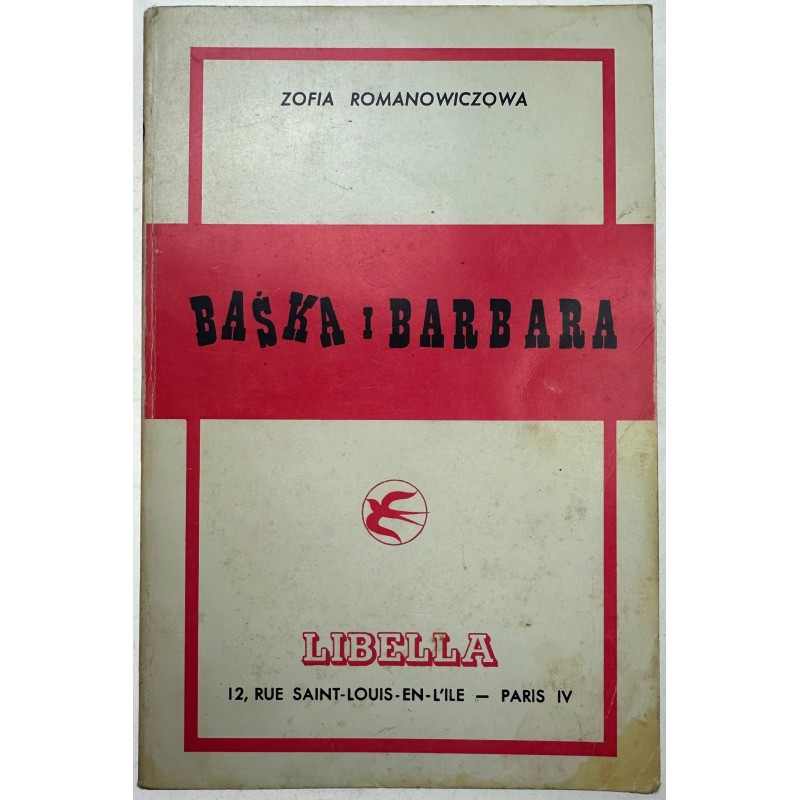 ZOFIA ROMANOWICZOWA
BAŚKA I BARBARA
LIBELLA
12, RUE SAINT-LOUIS-EN-L'ILE — PARIS IV